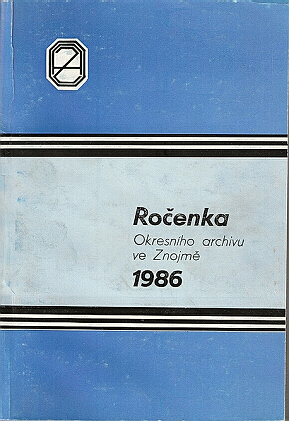 Ročenka
Okresního archivu
ve Znojmě
1986